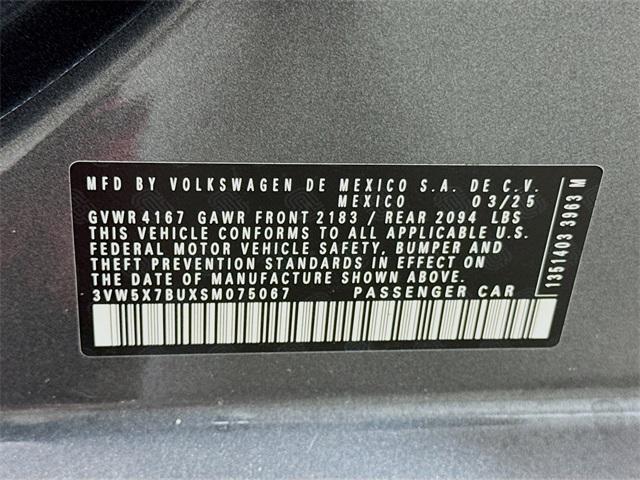 MFD BY VOLKSWAGEN DE MEXICO S.A. DE C.V.
MEXICO 03/25
GVWR 4167 GAWR FRONT 2183 / REAR 2094 LBS
THIS VEHICLE CONFORMS TO ALL APPLICABLE U.S.
FEDERAL MOTOR VEHICLE SAFETY, BUMPER AND
THEFT PREVENTION STANDARDS IN EFFECT ON
THE DATE OF MANUFACTURE SHOWN ABOVE.
3VW5X7BUXSM075067 PASSENGER CAR
1351403 3963 M